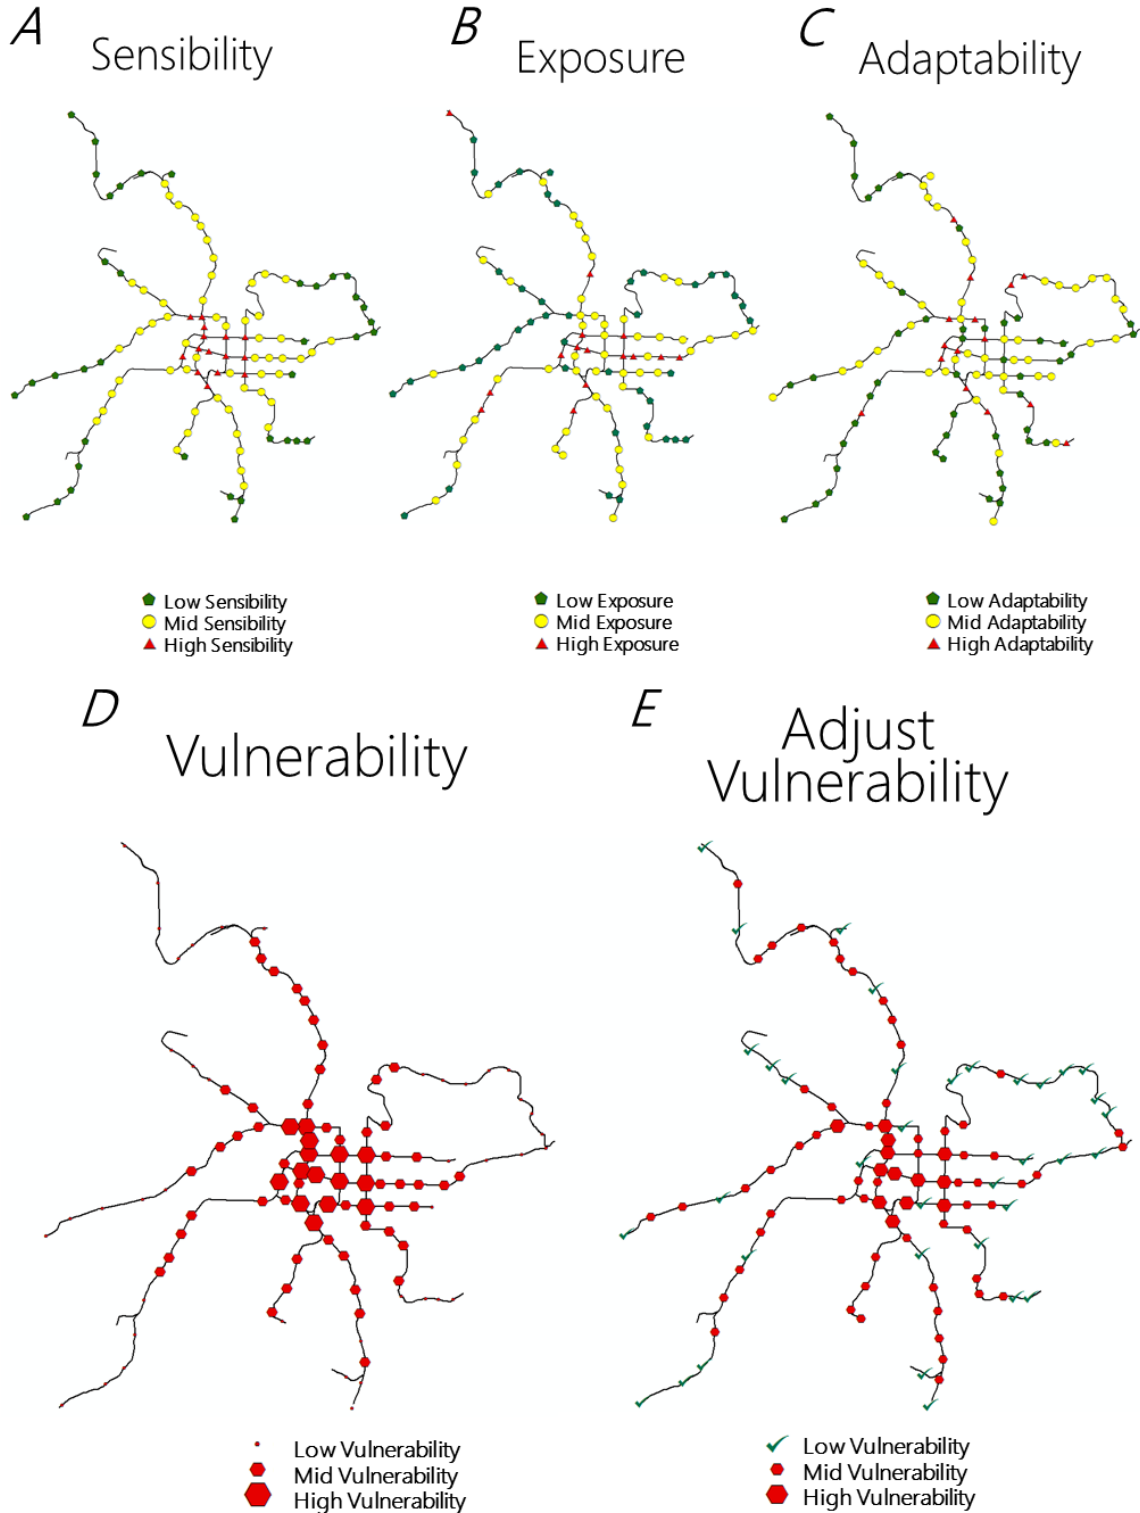 A
Sensibility
B
Exposure
C
Adaptability
Low Sensibility
Mid Sensibility
High Sensibility
Low Exposure
Mid Exposure
High Exposure
Low Adaptability
Mid Adaptability
High Adaptability
D
Vulnerability
E
Adjust
Vulnerability
Low Vulnerability
Mid Vulnerability
High Vulnerability
Low Vulnerability
Mid Vulnerability
High Vulnerability